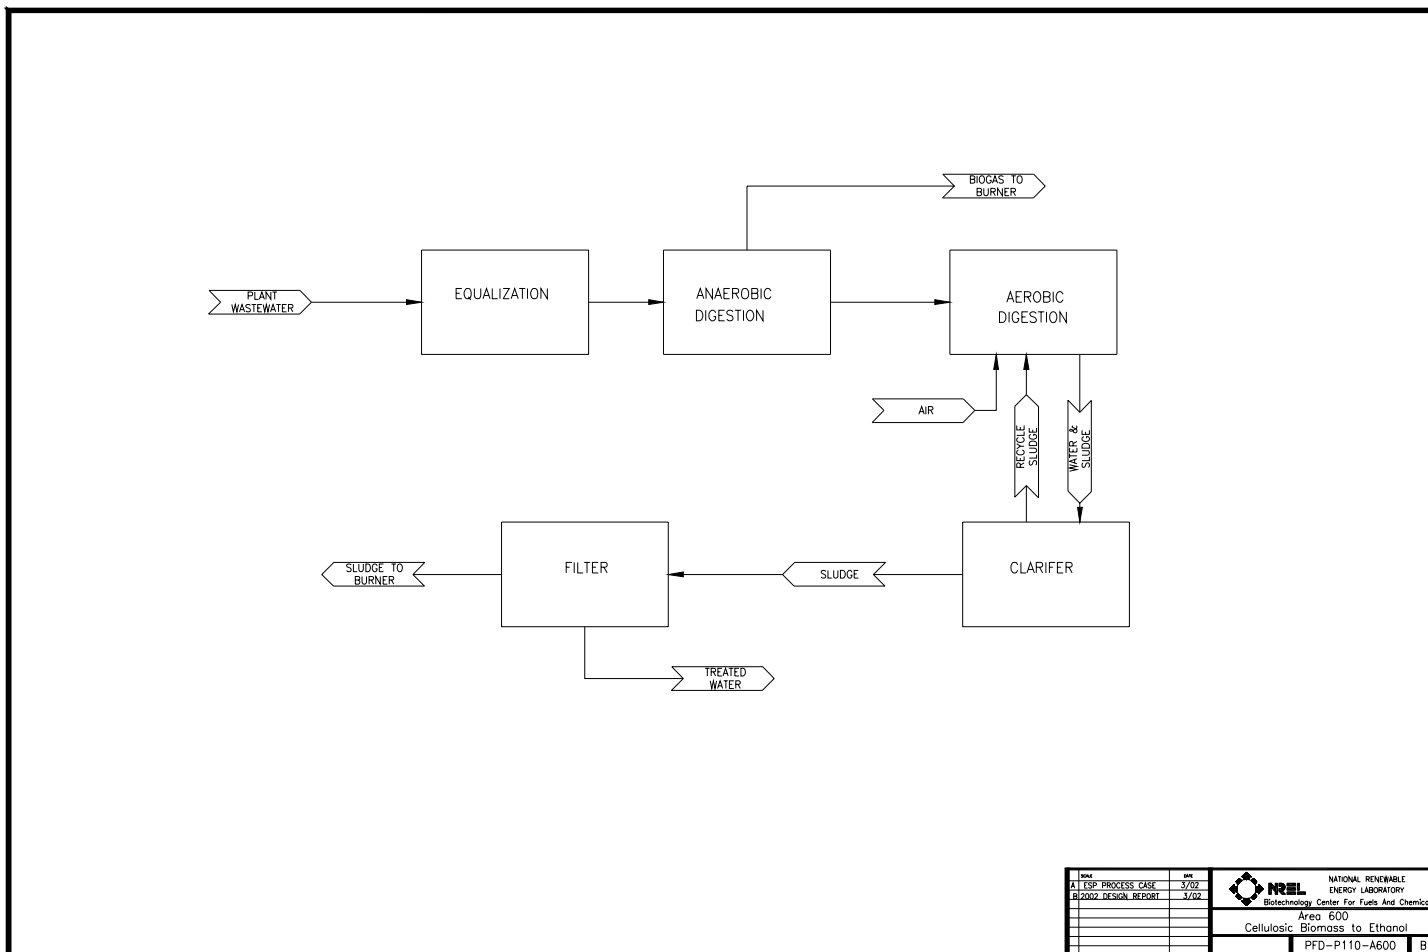 BIOGAS TO
BURNER
PLANT
WASTEWATER
EQUALIZATION
ANAEROBIC
DIGESTION
AEROBIC
DIGESTION
AIR
RECYCLE
SLUDGE
WATER &
SLUDGE
SLUDGE TO
BURNER
FILTER
SLUDGE
CLARIFER
TREATED
WATER
SCALE DATE
A ESP PROCESS CASE 3/02
B 2002 DESIGN REPORT 3/02
NREL
NATIONAL RENEWABLE
ENERGY LABORATORY
Biotechnology Center For Fuels And Chemica
Area 600
Cellulosic Biomass to Ethanol
PFD-P110-A600 B